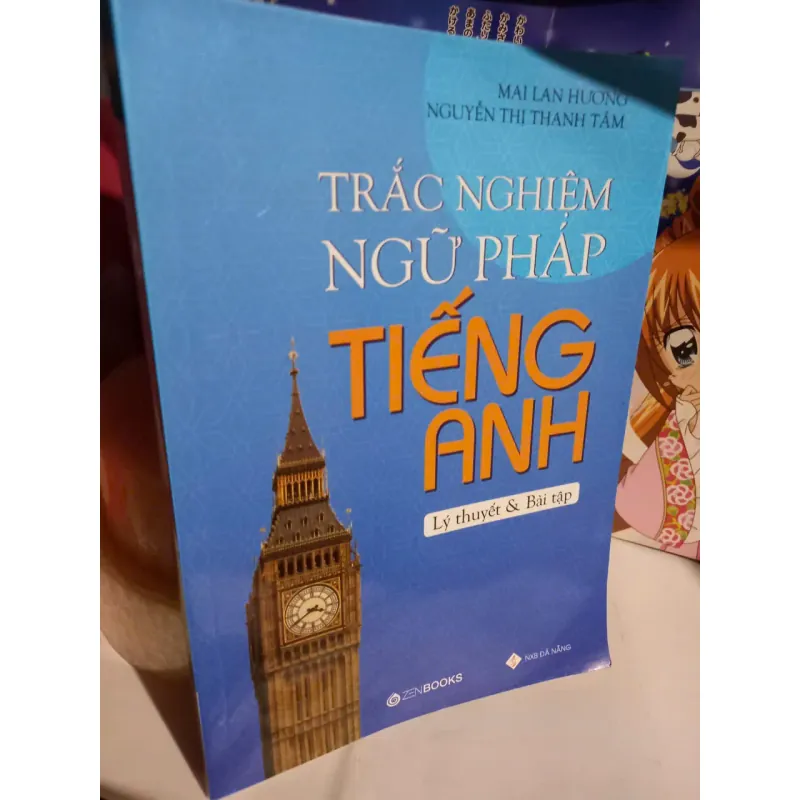 MAI LAN HƯƠNG
NGUYỄN THỊ THANH TÂM
TRẮC NGHIỆM
NGỮ PHÁP
TIẾNG
ANH
Lý thuyết & Bài tập
ZENBOOKS
NXB ĐÀ NẴNG